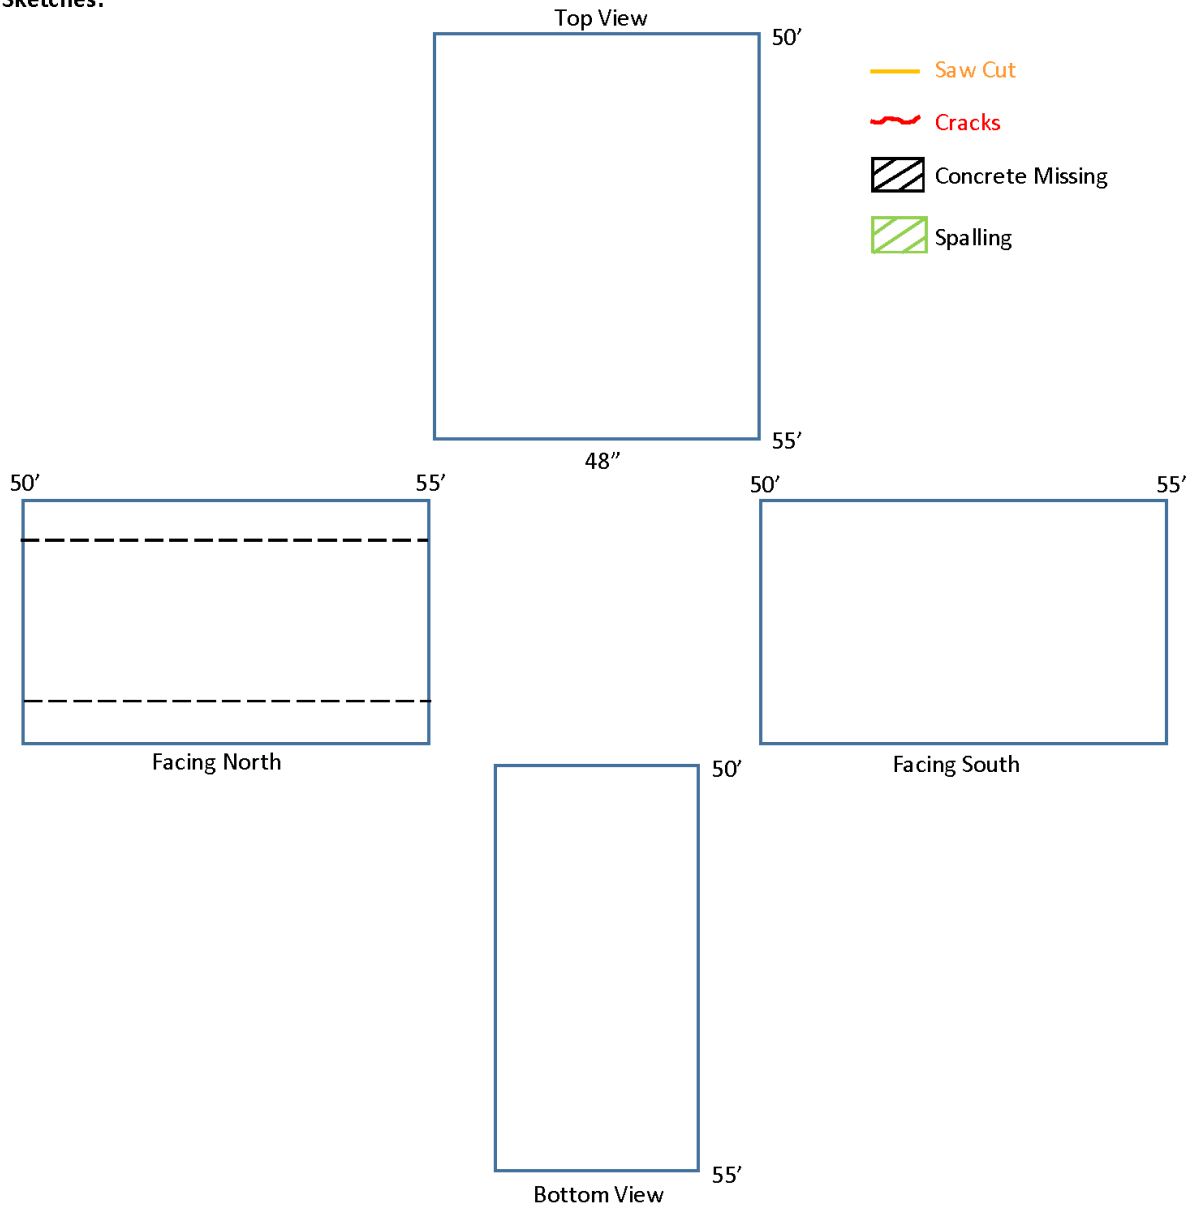 Sketches:
Top View
50’
Saw Cut
Cracks
Concrete Missing
Spalling
55’
48”
50’
55’
50’
55’
Facing North
Facing South
50’
55’
Bottom View